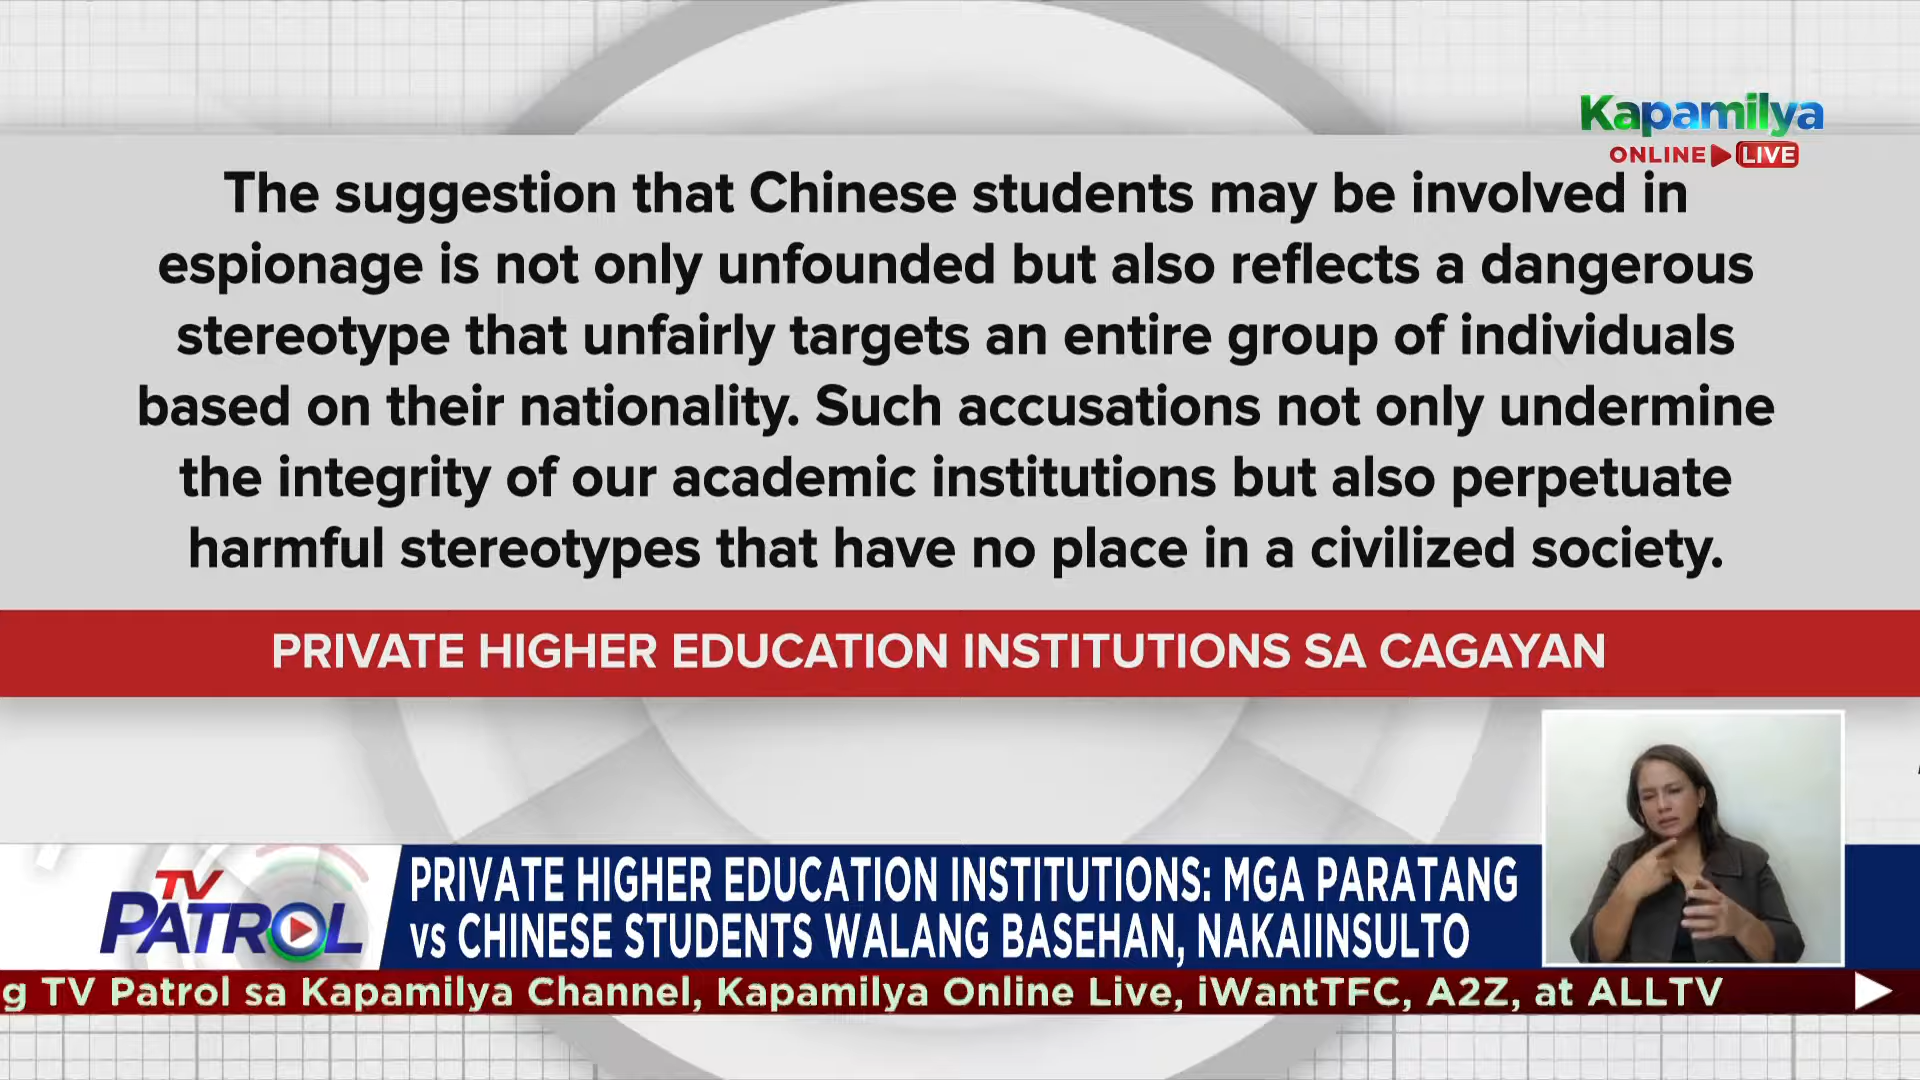 Kapamilya
ONLINE LIVE
The suggestion that Chinese students may be involved in
espionage is not only unfounded but also reflects a dangerous
stereotype that unfairly targets an entire group of individuals
based on their nationality. Such accusations not only undermine
the integrity of our academic institutions but also perpetuate
harmful stereotypes that have no place in a civilized society.
PRIVATE HIGHER EDUCATION INSTITUTIONS SA CAGAYAN
TV
PATROL
PRIVATE HIGHER EDUCATION INSTITUTIONS: MGA PARATANG
vs CHINESE STUDENTS WALANG BASEHAN, NAKAIINSULTO
g TV Patrol sa Kapamilya Channel, Kapamilya Online Live, iWantTFC, A2Z, at ALLTV